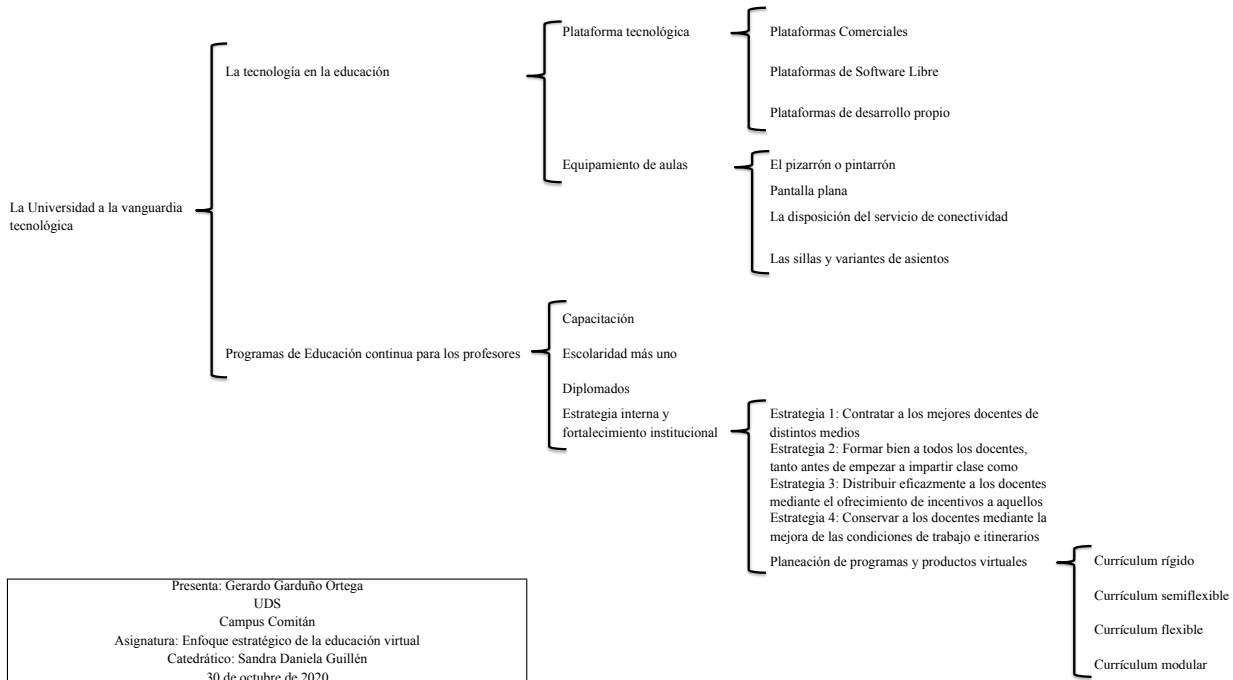 La Universidad a la vanguardia
tecnológica
La tecnología en la educación
Plataforma tecnológica
Plataformas Comerciales
Plataformas de Software Libre
Plataformas de desarrollo propio
Equipamiento de aulas
El pizarrón o pintarrón
Pantalla plana
La disposición del servicio de conectividad
Las sillas y variantes de asientos
Programas de Educación continua para los profesores
Capacitación
Escolaridad más uno
Diplomados
Estrategia interna y
fortalecimiento institucional
Estrategia 1: Contratar a los mejores docentes de
distintos medios
Estrategia 2: Formar bien a todos los docentes,
tanto antes de empezar a impartir clase como
Estrategia 3: Distribuir eficazmente a los docentes
mediante el ofrecimiento de incentivos a aquellos
Estrategia 4: Conservar a los docentes mediante la
mejora de las condiciones de trabajo e itinerarios
Planeación de programas y productos virtuales
Currículum rígido
Currículum semiflexible
Currículum flexible
Currículum modular
Presenta: Gerardo Garduño Ortega
UDS
Campus Comitán
Asignatura: Enfoque estratégico de la educación virtual
Catedrático: Sandra Daniela Guillén
30 de octubre de 2020